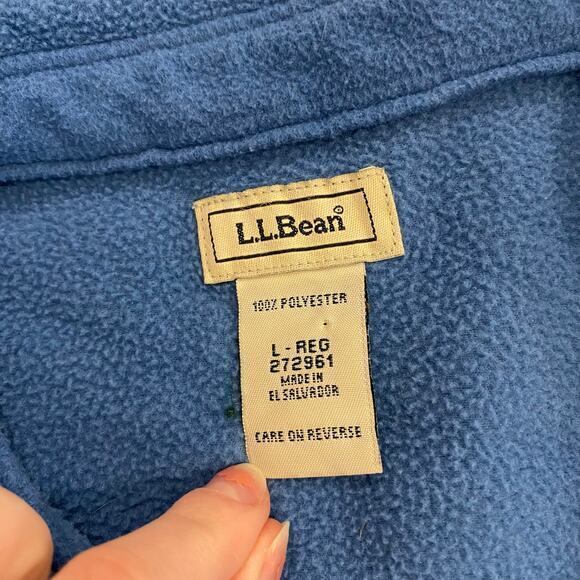 L.L.Bean®
100% POLYESTER
L-REG
272961
MADE IN
EL SALVADOR
CARE ON REVERSE